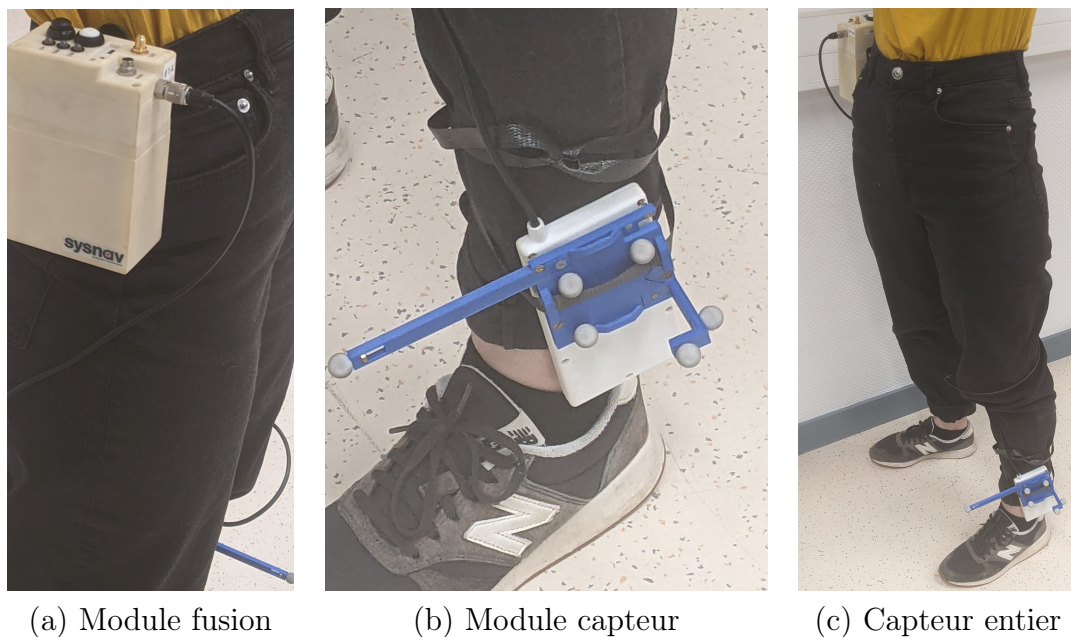 sysnav
N
N
(a) Module fusion
(b) Module capteur
(c) Capteur entier